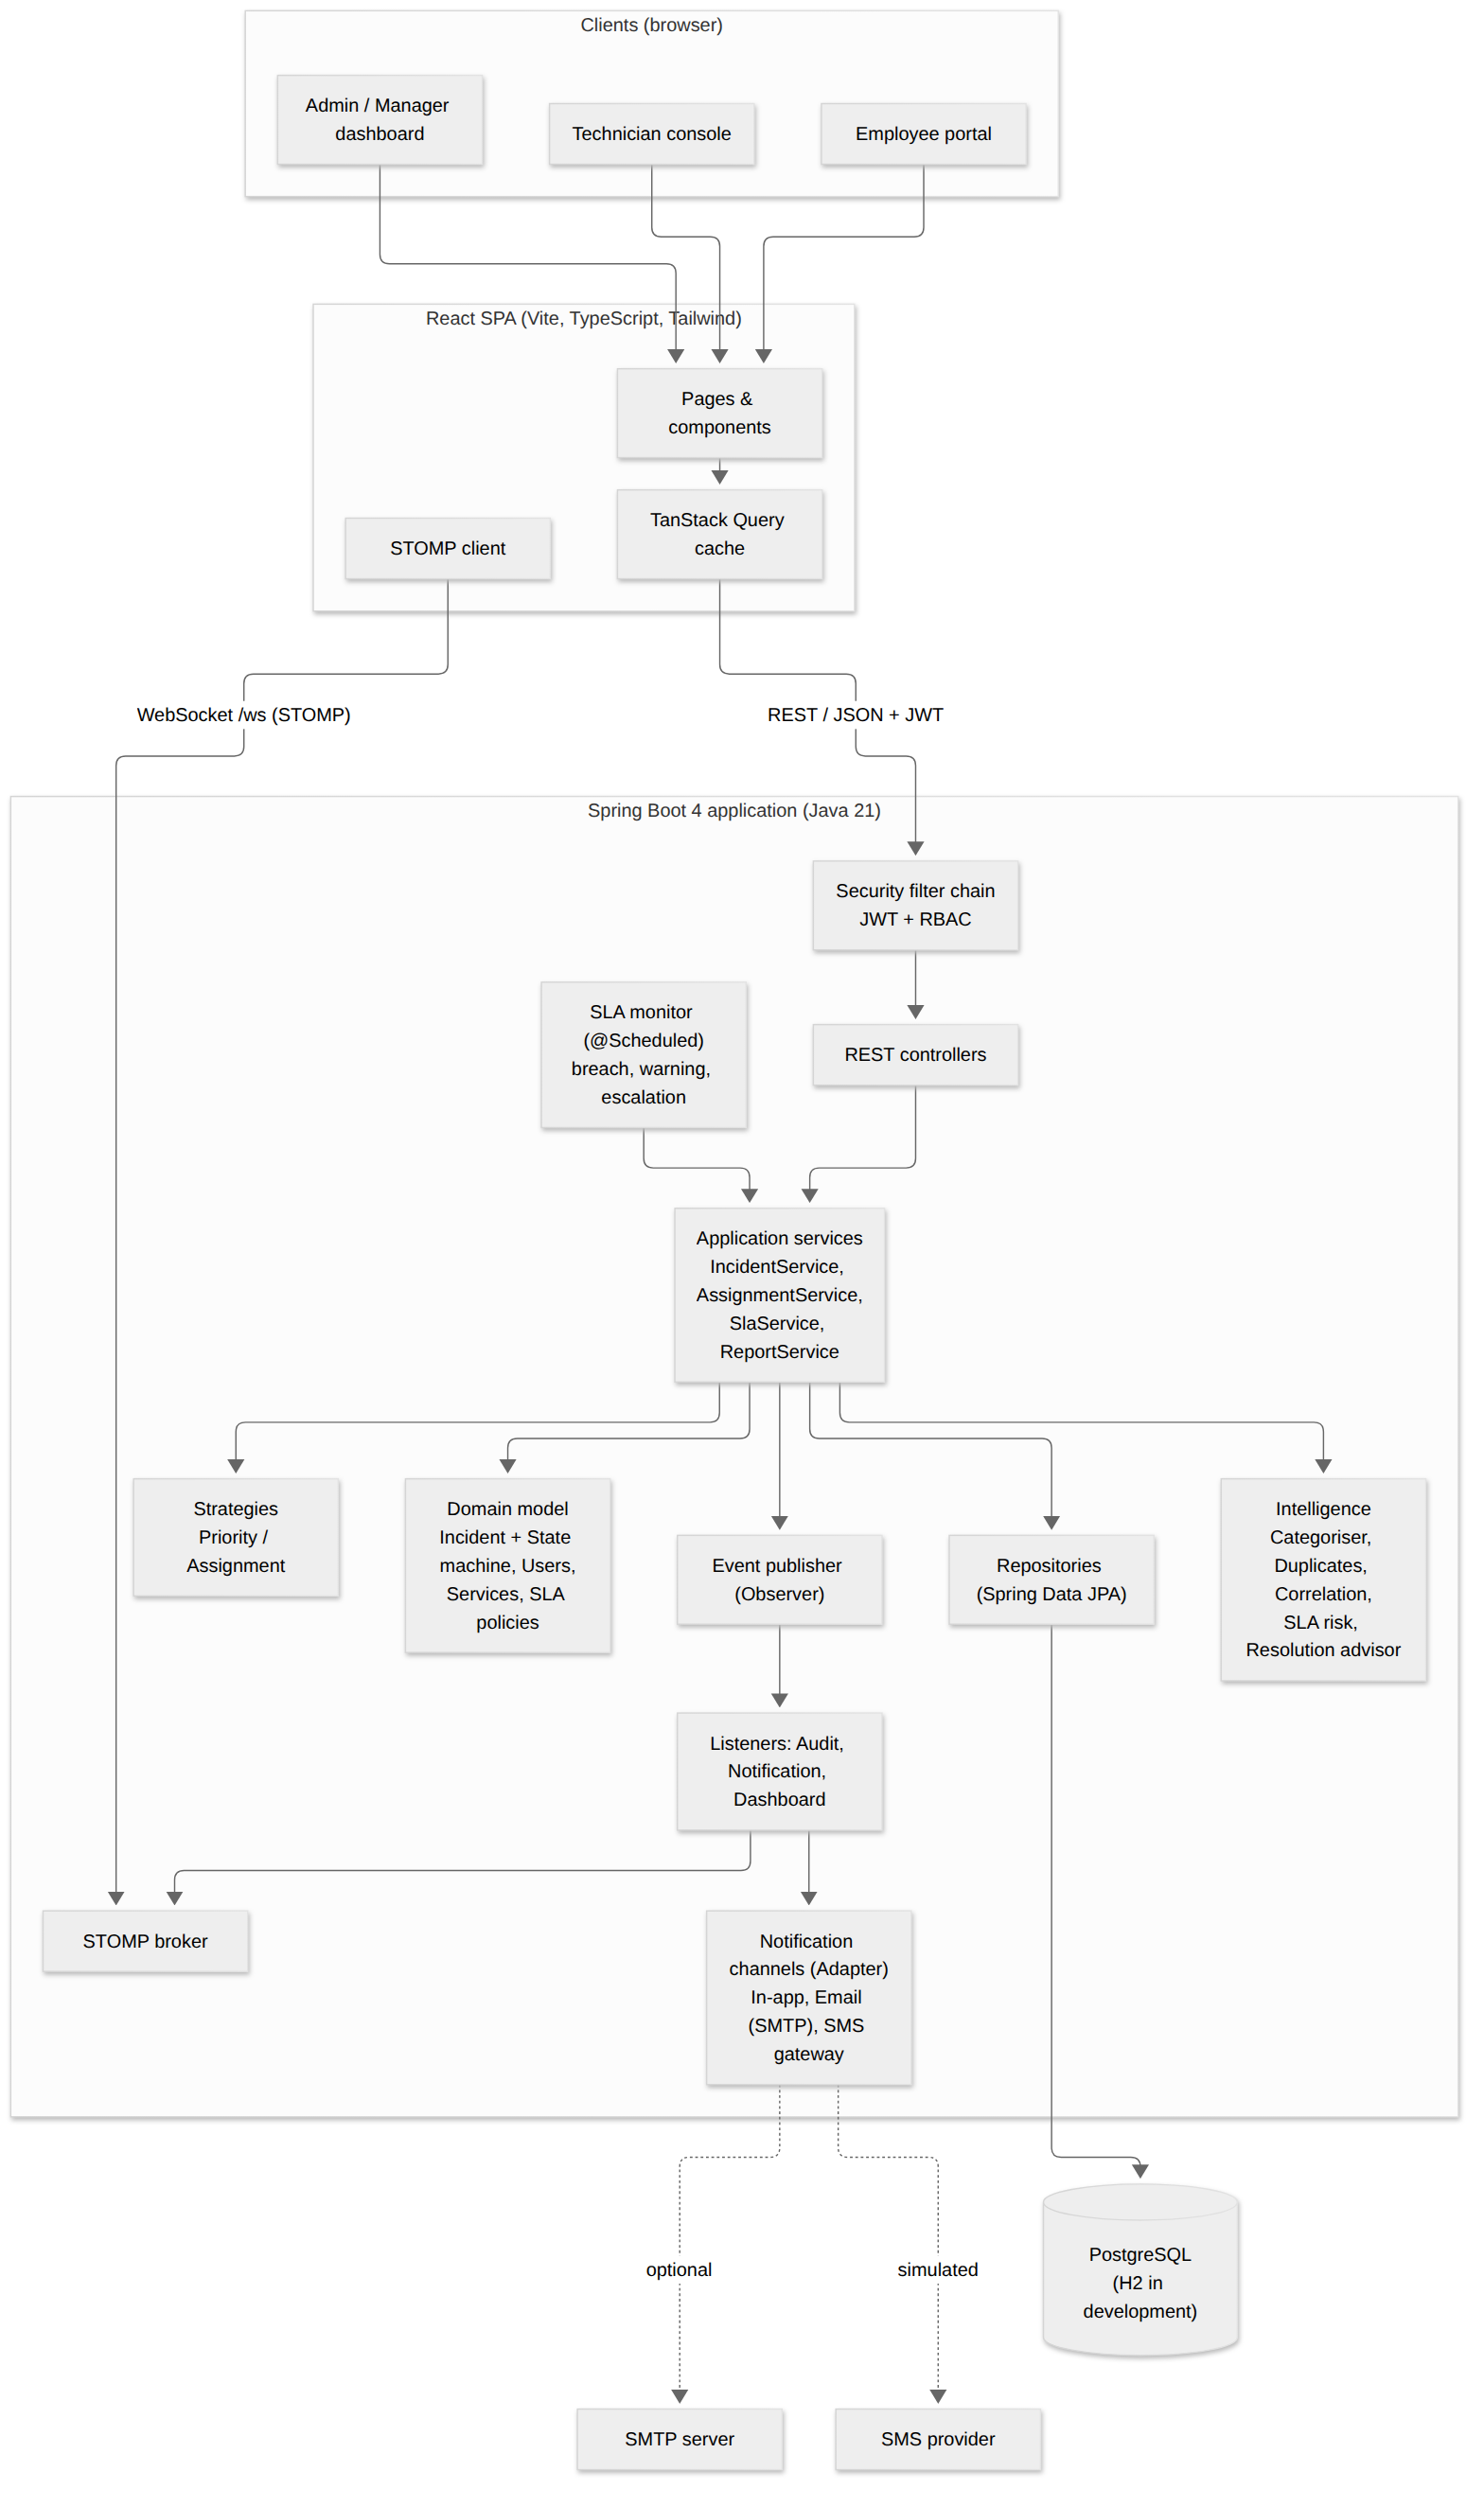 Clients (browser)
Admin / Manager
dashboard
Technician console
Employee portal
React SPA (Vite, TypeScript, Tailwind)
Pages &
components
TanStack Query
cache
STOMP client
WebSocket /ws (STOMP)
REST / JSON + JWT
Spring Boot 4 application (Java 21)
Security filter chain
JWT + RBAC
SLA monitor
(@Scheduled)
breach, warning,
escalation
REST controllers
Application services
IncidentService,
AssignmentService,
SlaService,
ReportService
Strategies
Priority /
Assignment
Domain model
Incident + State
machine, Users,
Services, SLA
policies
Event publisher
(Observer)
Repositories
(Spring Data JPA)
Intelligence
Categoriser,
Duplicates,
Correlation,
SLA risk,
Resolution advisor
Listeners: Audit,
Notification,
Dashboard
STOMP broker
Notification
channels (Adapter)
In-app, Email
(SMTP), SMS
gateway
optional
simulated
PostgreSQL
(H2 in
development)
SMTP server
SMS provider